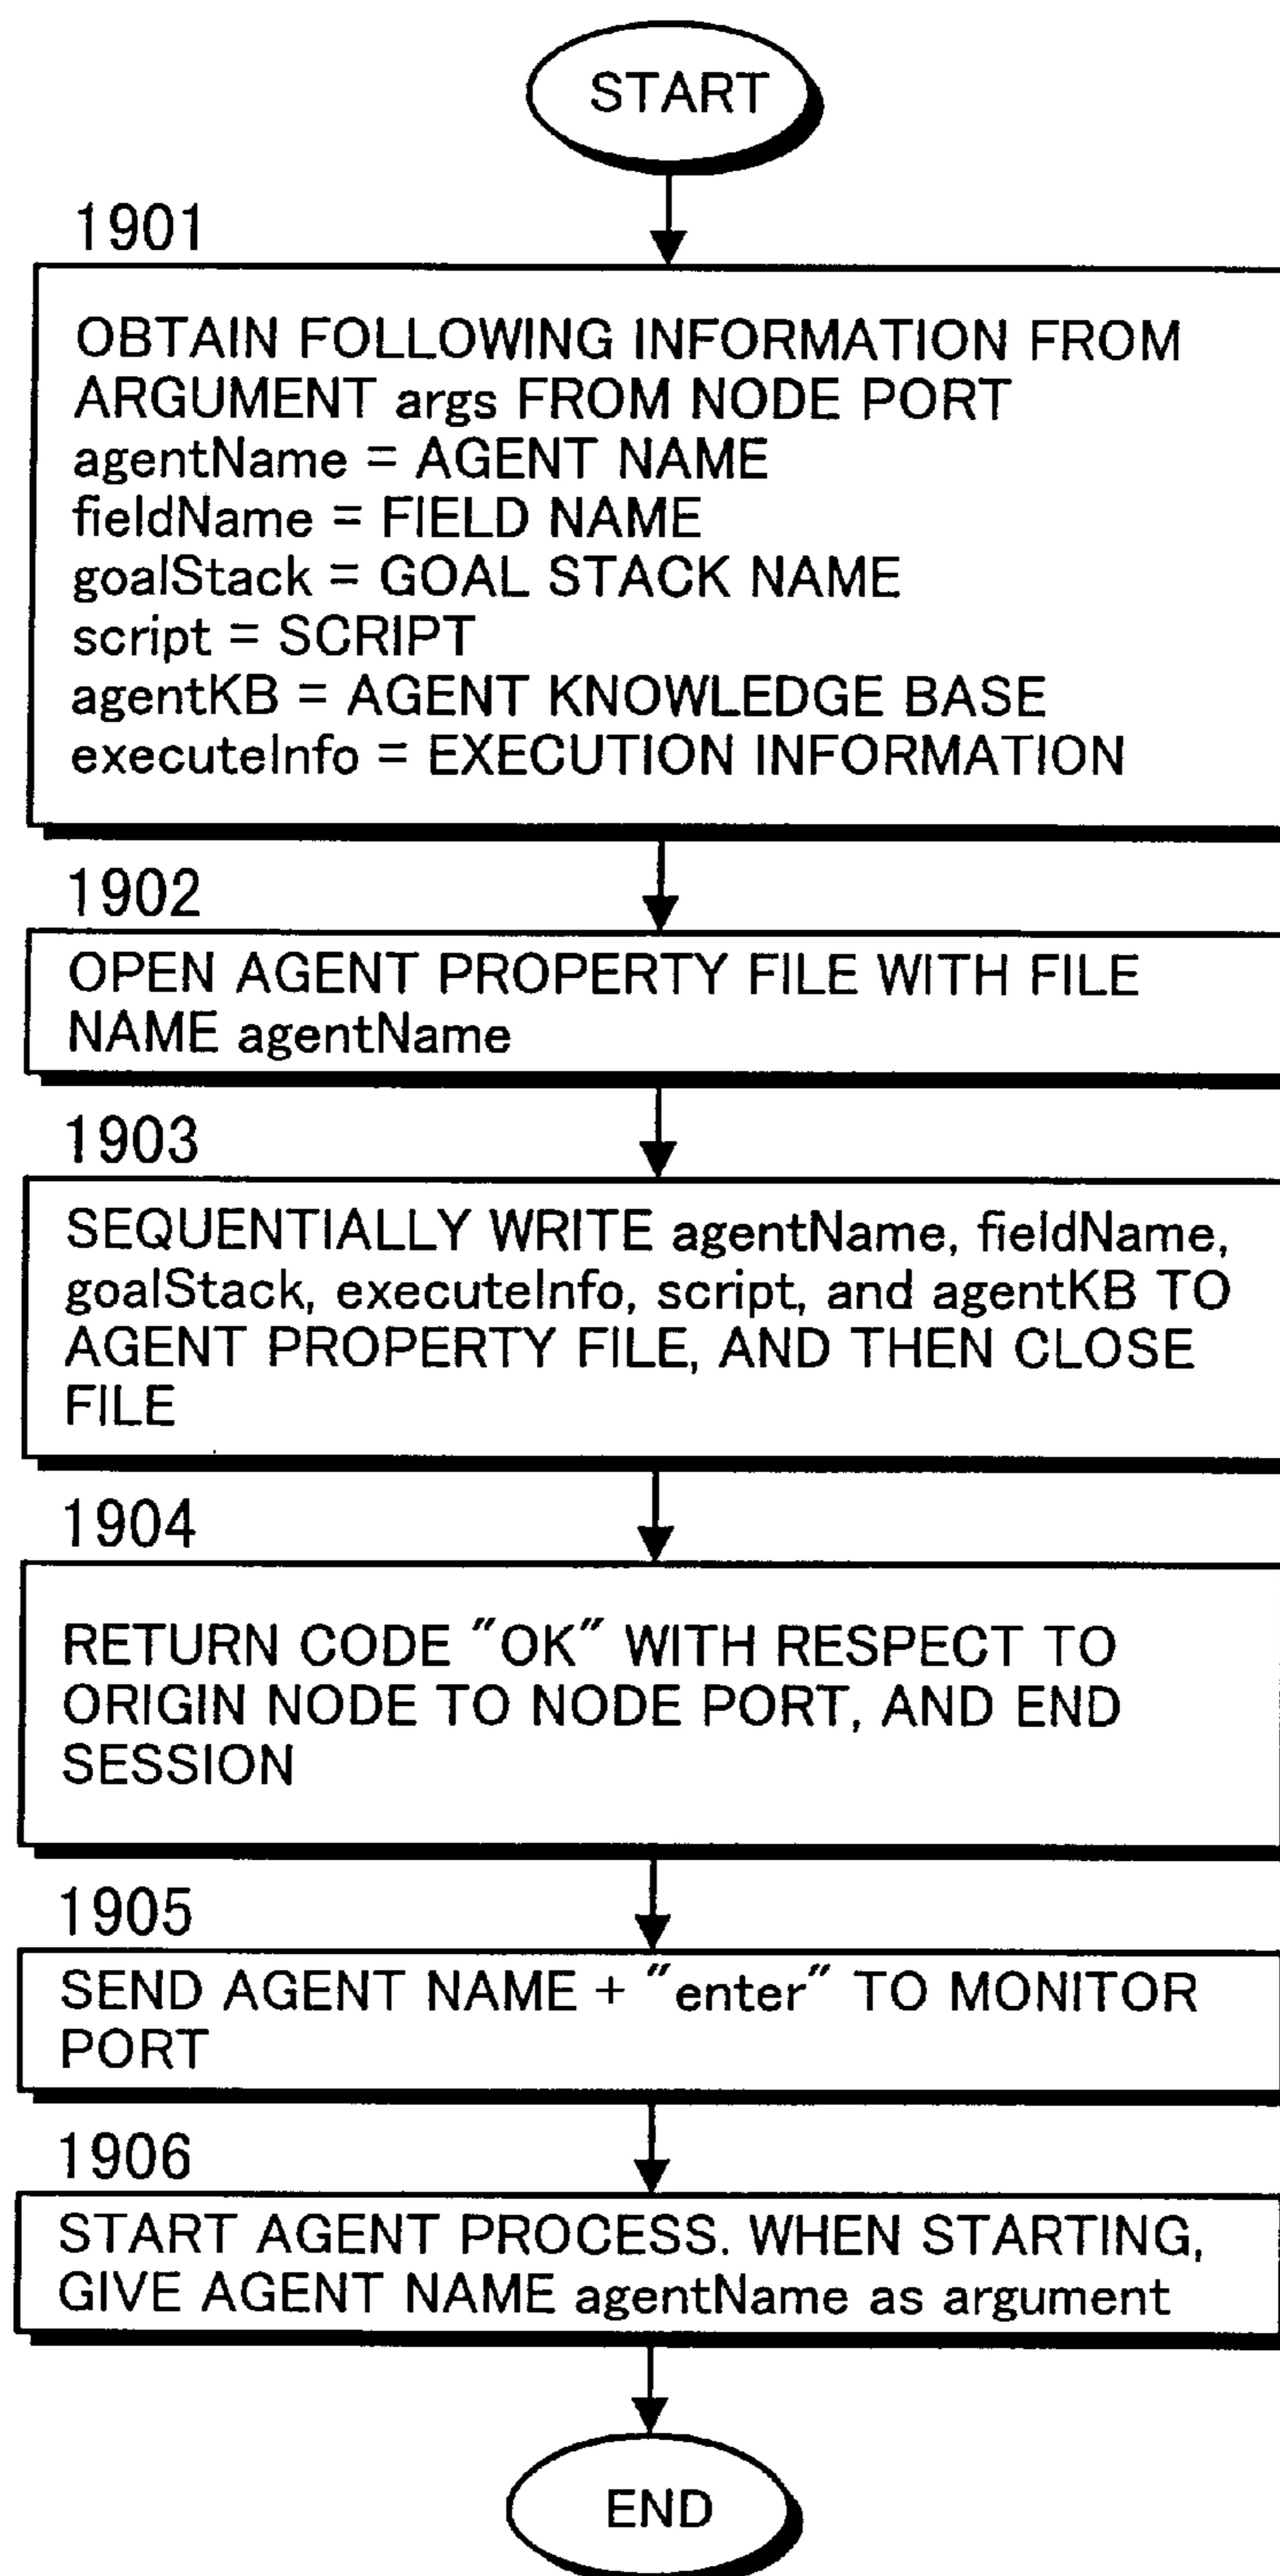 START
1901
OBTAIN FOLLOWING INFORMATION FROM
ARGUMENT args FROM NODE PORT
agentName = AGENT NAME
fieldName = FIELD NAME
goalStack = GOAL STACK NAME
script = SCRIPT
agentKB = AGENT KNOWLEDGE BASE
executeInfo = EXECUTION INFORMATION
1902
OPEN AGENT PROPERTY FILE WITH FILE
NAME agentName
1903
SEQUENTIALLY WRITE agentName, fieldName,
goalStack, executeInfo, script, and agentKB TO
AGENT PROPERTY FILE, AND THEN CLOSE
FILE
1904
RETURN CODE "OK" WITH RESPECT TO
ORIGIN NODE TO NODE PORT, AND END
SESSION
1905
SEND AGENT NAME + "enter" TO MONITOR
PORT
1906
START AGENT PROCESS. WHEN STARTING,
GIVE AGENT NAME agentName as argument
END